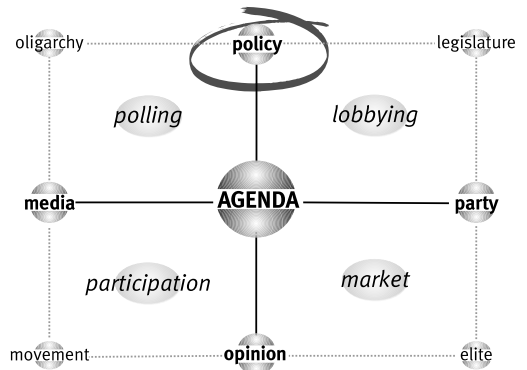 oligarchy policy legislature
polling lobbying
media AGENDA party
participation market
movement opinion elite